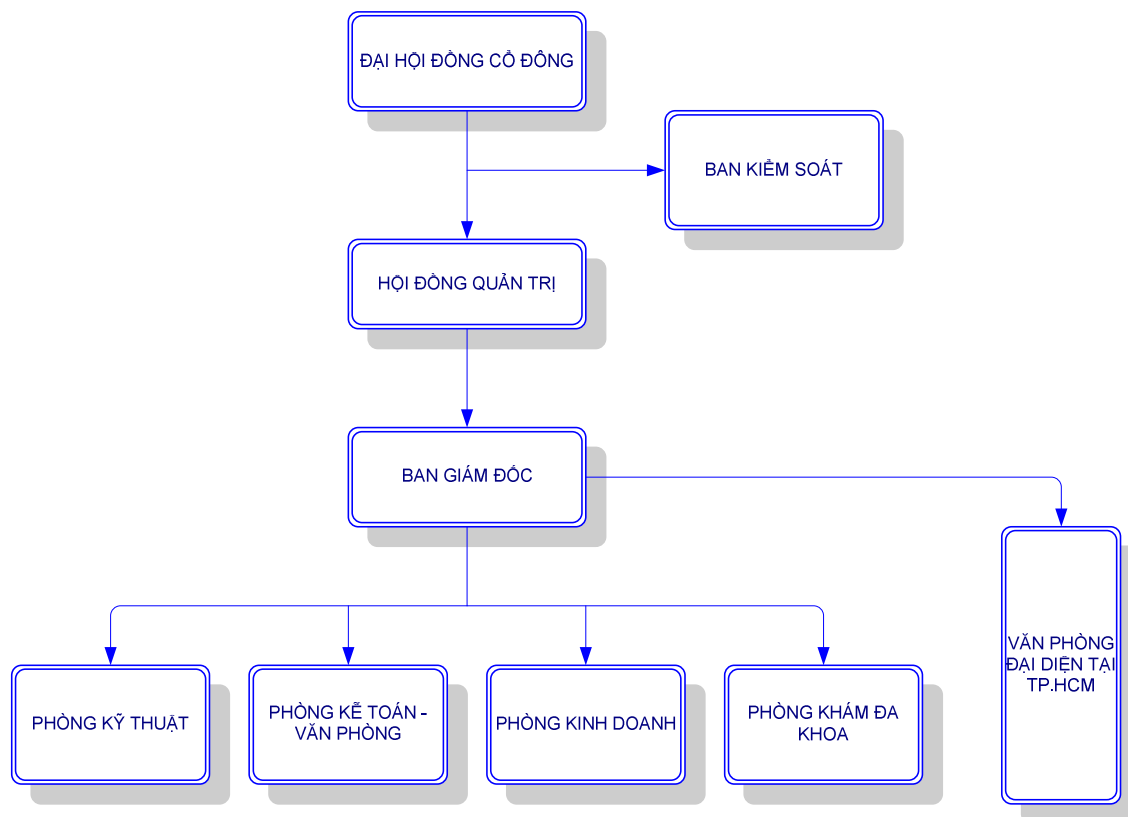 ĐẠI HỘI ĐỒNG CỔ ĐÔNG
BAN KIỂM SOÁT
HỘI ĐỒNG QUẢN TRỊ
BAN GIÁM ĐỐC
VĂN PHÒNG
ĐẠI DIỆN TẠI
TP.HCM
PHÒNG KỸ THUẬT
PHÒNG KẾ TOÁN -
VĂN PHÒNG
PHÒNG KINH DOANH
PHÒNG KHÁM ĐA
KHOA